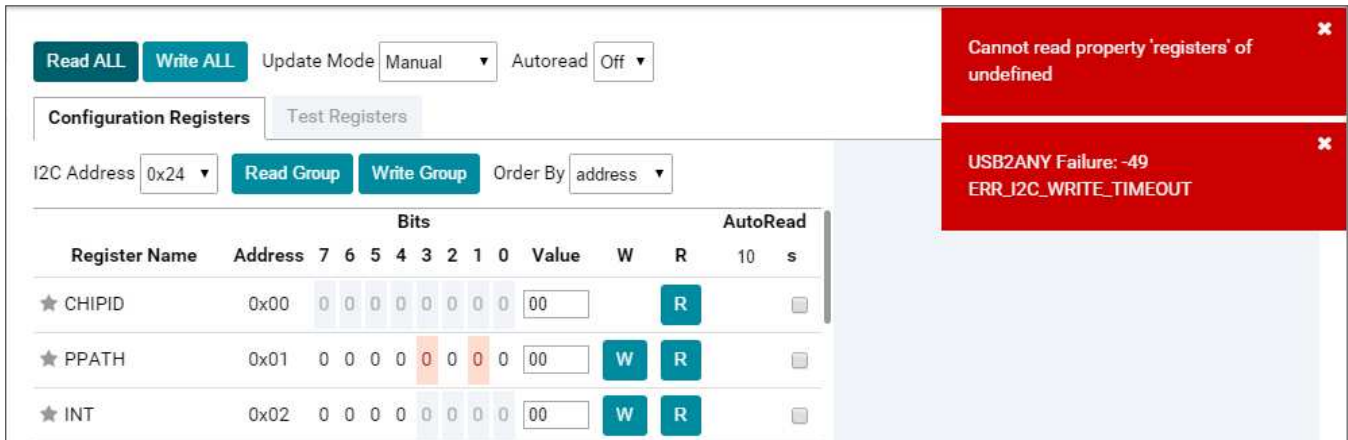 Read ALL Write ALL Update Mode Manual Autoread Off
Configuration Registers Test Registers
I2C Address 0x24 Read Group Write Group Order By address
Bits AutoRead
Register Name Address 7 6 5 4 3 2 1 0 Value W R 10 s
CHIPID 0x00 0 0 0 0 0 0 0 0 00 R
PPATH 0x01 0 0 0 0 0 0 0 0 00 W R
INT 0x02 0 0 0 0 0 0 0 0 00 W R
Cannot read property 'registers' of
undefined
USB2ANY Failure: -49
ERR_I2C_WRITE_TIMEOUT